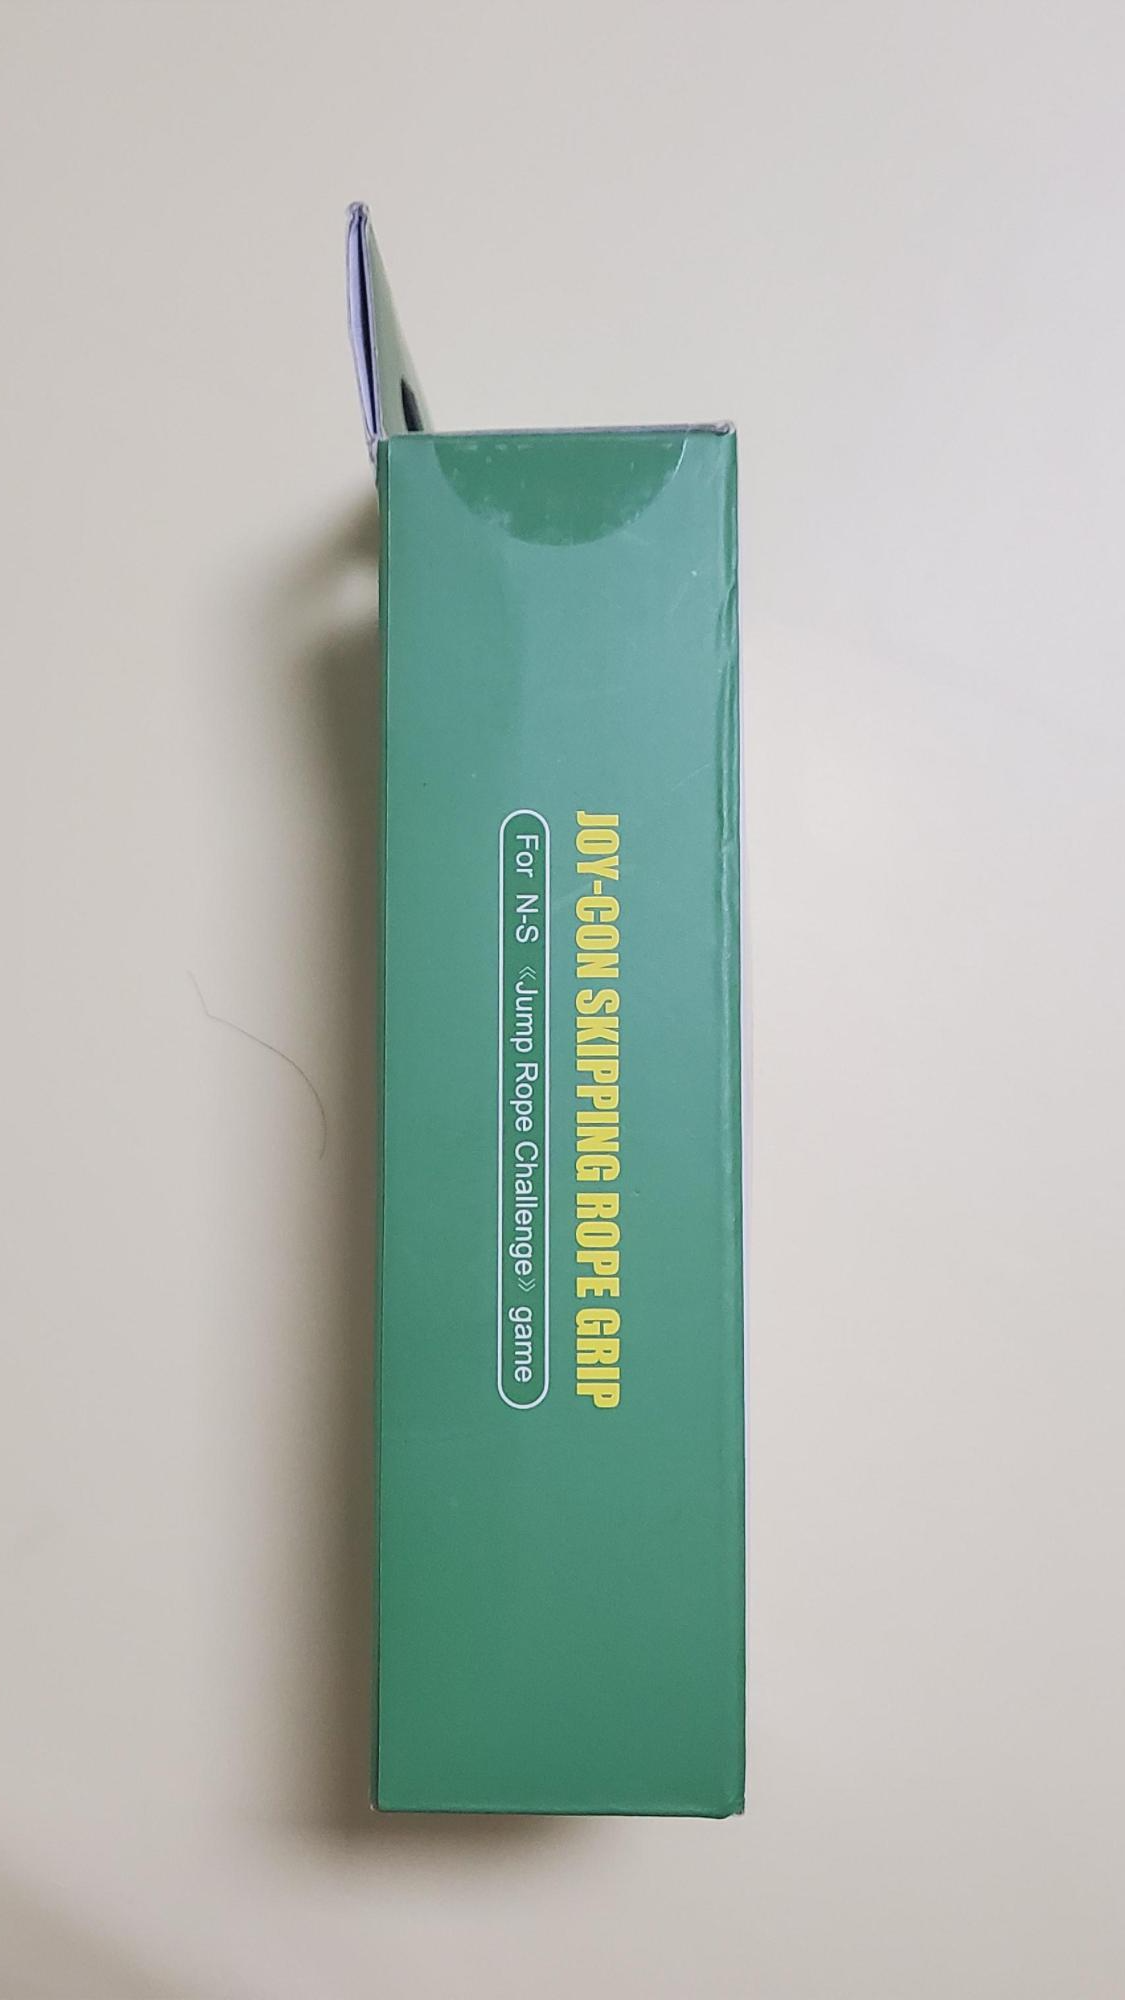 JOY-CON SKIPPING ROPE GRIP
For N-S 《Jump Rope Challenge》 game